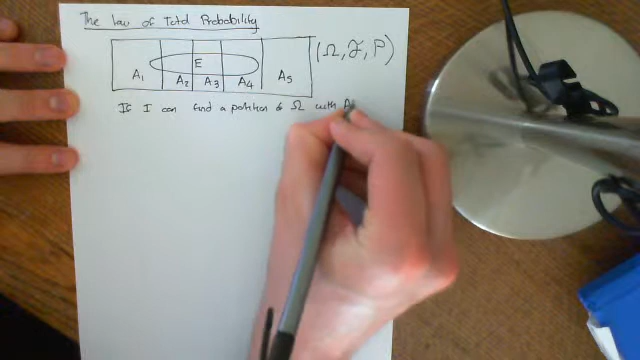 The Law of Total Probability
A1 A2 E A3 A4 A5 (Ω, F, P)
If I can find a partition of Ω with A